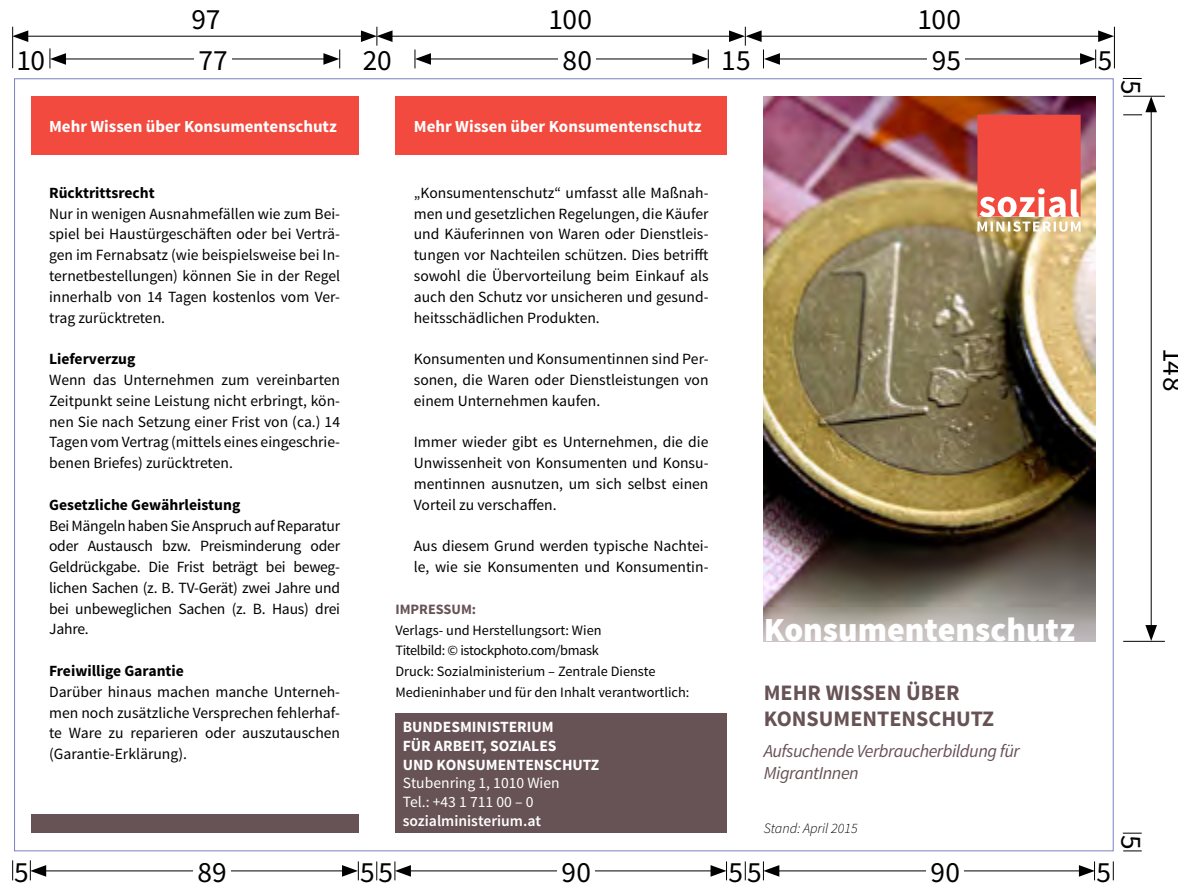 97
100
100
10
77
20
80
15
95
5
Mehr Wissen über Konsumentenschutz
Rücktrittsrecht
Nur in wenigen Ausnahmefällen wie zum Bei-
spiel bei Haustürgeschäften oder bei Verträ-
gen im Fernabsatz (wie beispielsweise bei In-
ternetbestellungen) können Sie in der Regel
innerhalb von 14 Tagen kostenlos vom Ver-
trag zurücktreten.
Lieferverzug
Wenn das Unternehmen zum vereinbarten
Zeitpunkt seine Leistung nicht erbringt, kön-
nen Sie nach Setzung einer Frist von (ca.) 14
Tagen vom Vertrag (mittels eines eingeschrie-
benen Briefes) zurücktreten.
Gesetzliche Gewährleistung
Bei Mängeln haben Sie Anspruch auf Reparatur
oder Austausch bzw. Preisminderung oder
Geldrückgabe. Die Frist beträgt bei beweg-
lichen Sachen (z. B. TV-Gerät) zwei Jahre und
bei unbeweglichen Sachen (z. B. Haus) drei
Jahre.
Freiwillige Garantie
Darüber hinaus machen manche Unterneh-
men noch zusätzliche Versprechen fehlerhaf-
te Ware zu reparieren oder auszutauschen
(Garantie-Erklärung).
Mehr Wissen über Konsumentenschutz
„Konsumentenschutz“ umfasst alle Maßnah-
men und gesetzlichen Regelungen, die Käufer
und Käuferinnen von Waren oder Dienstleis-
tungen vor Nachteilen schützen. Dies betrifft
sowohl die Übervorteilung beim Einkauf als
auch den Schutz vor unsicheren und gesund-
heitsschädlichen Produkten.
Konsumenten und Konsumentinnen sind Per-
sonen, die Waren oder Dienstleistungen von
einem Unternehmen kaufen.
Immer wieder gibt es Unternehmen, die die
Unwissenheit von Konsumenten und Konsu-
mentinnen ausnutzen, um sich selbst einen
Vorteil zu verschaffen.
Aus diesem Grund werden typische Nachtei-
le, wie sie Konsumenten und Konsumentin-
IMPRESSUM:
Verlags- und Herstellungsort: Wien
Titelbild: © istockphoto.com/bmask
Druck: Sozialministerium – Zentrale Dienste
Medieninhaber und für den Inhalt verantwortlich:
BUNDESMINISTERIUM
FÜR ARBEIT, SOZIALES
UND KONSUMENTENSCHUTZ
Stubenring 1, 1010 Wien
Tel.: +43 1 711 00 – 0
sozialministerium.at
sozial
MINISTERIUM
1
Konsumentenschutz
MEHR WISSEN ÜBER
KONSUMENTENSCHUTZ
Aufsuchende Verbraucherbildung für
MigrantInnen
Stand: April 2015
5
148
5
5
89
5
5
90
5
5
90
5